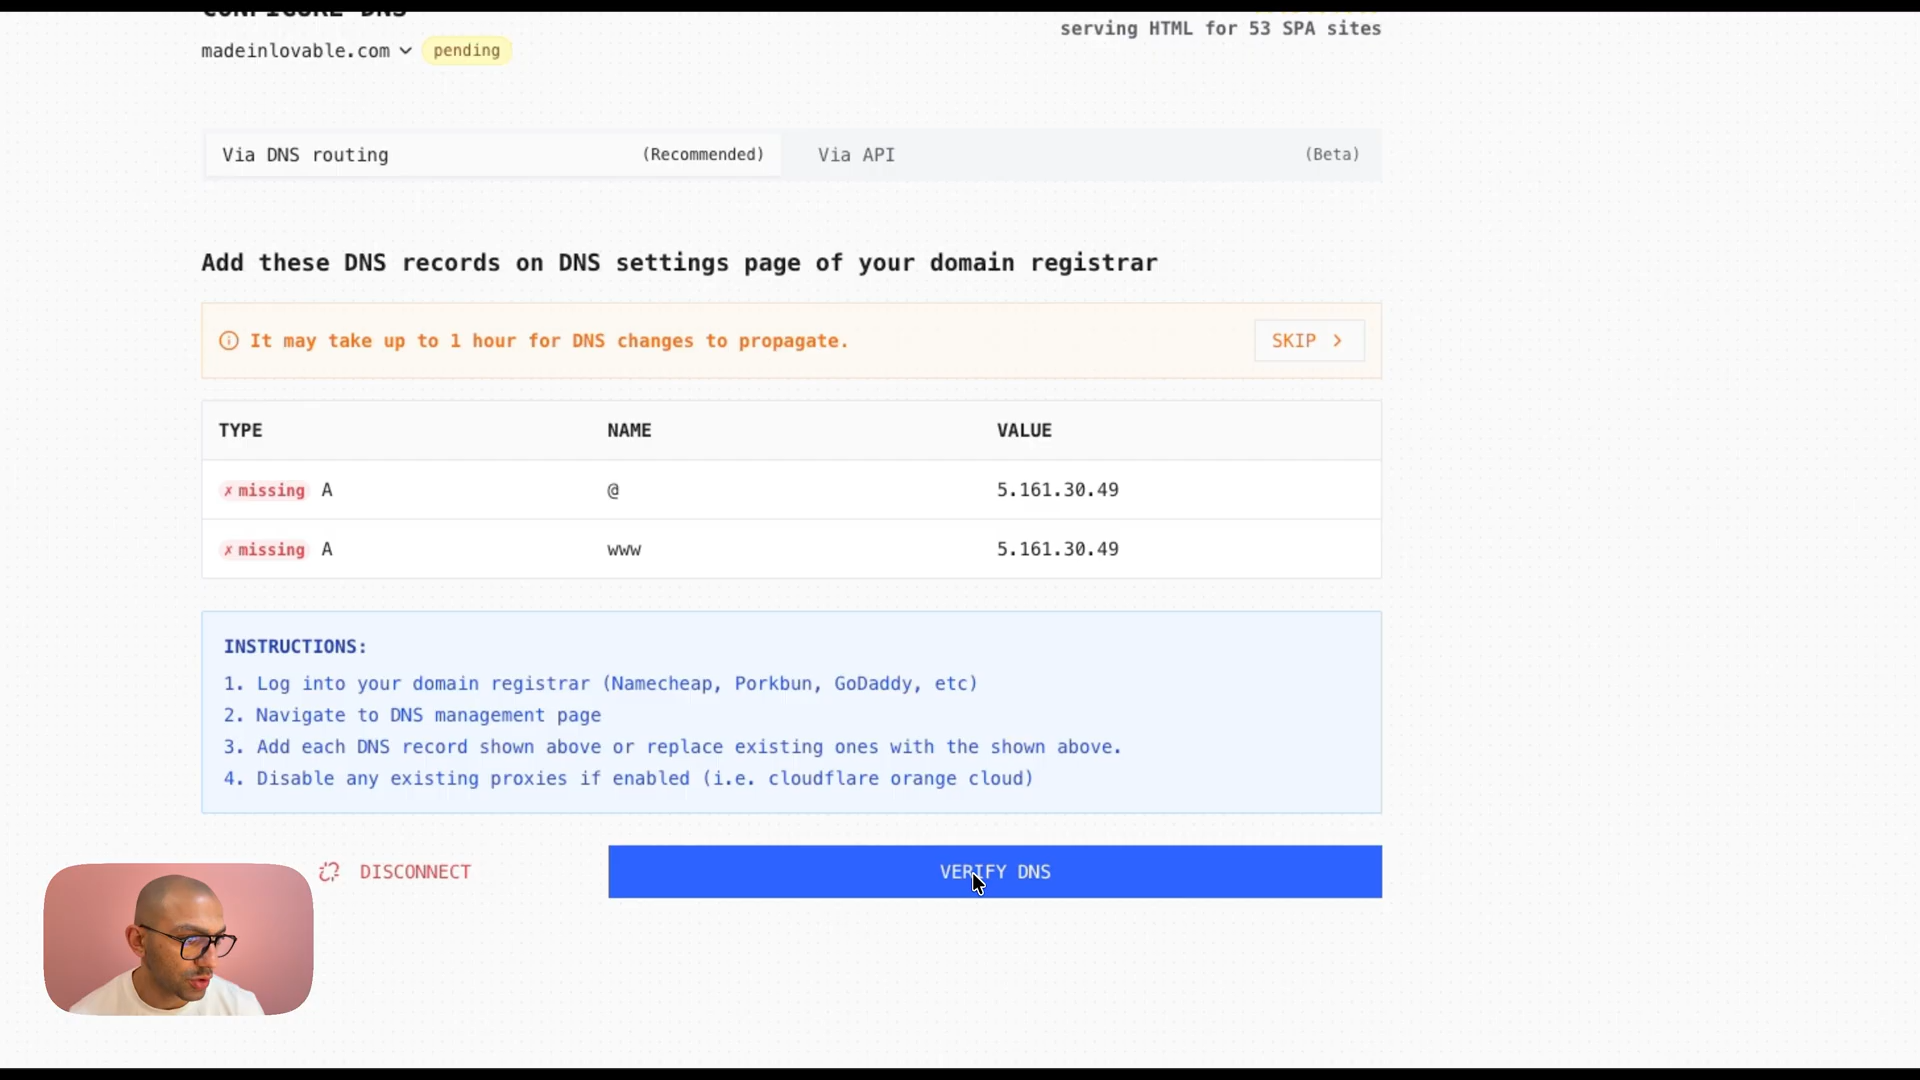 CONFIGURE DNS
serving HTML for 53 SPA sites
madeinlovable.com pending
Via DNS routing (Recommended) Via API (Beta)
Add these DNS records on DNS settings page of your domain registrar
It may take up to 1 hour for DNS changes to propagate. SKIP >
TYPE NAME VALUE
✗ missing A @ 5.161.30.49
✗ missing A www 5.161.30.49
INSTRUCTIONS:
1. Log into your domain registrar (Namecheap, Porkbun, GoDaddy, etc)
2. Navigate to DNS management page
3. Add each DNS record shown above or replace existing ones with the shown above.
4. Disable any existing proxies if enabled (i.e. cloudflare orange cloud)
DISCONNECT VERIFY DNS